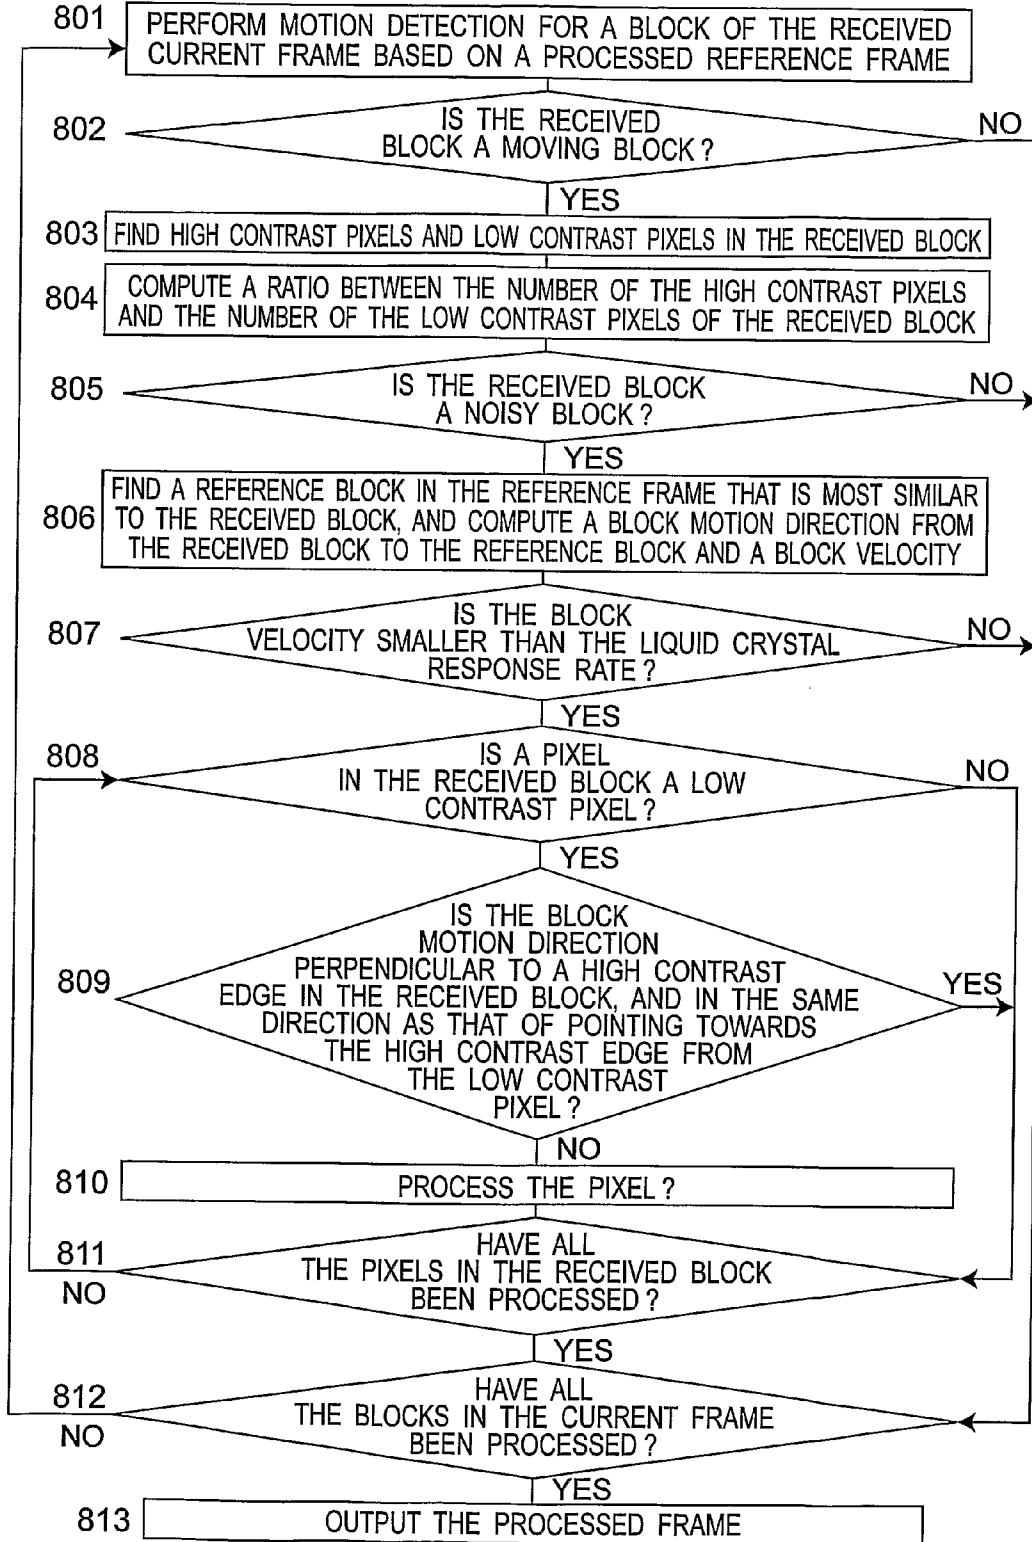 801
PERFORM MOTION DETECTION FOR A BLOCK OF THE RECEIVED
CURRENT FRAME BASED ON A PROCESSED REFERENCE FRAME
802
IS THE RECEIVED
BLOCK A MOVING BLOCK?
NO
YES
803
FIND HIGH CONTRAST PIXELS AND LOW CONTRAST PIXELS IN THE RECEIVED BLOCK
804
COMPUTE A RATIO BETWEEN THE NUMBER OF THE HIGH CONTRAST PIXELS
AND THE NUMBER OF THE LOW CONTRAST PIXELS OF THE RECEIVED BLOCK
805
IS THE RECEIVED BLOCK
A NOISY BLOCK?
NO
YES
806
FIND A REFERENCE BLOCK IN THE REFERENCE FRAME THAT IS MOST SIMILAR
TO THE RECEIVED BLOCK, AND COMPUTE A BLOCK MOTION DIRECTION FROM
THE RECEIVED BLOCK TO THE REFERENCE BLOCK AND A BLOCK VELOCITY
807
IS THE BLOCK
VELOCITY SMALLER THAN THE LIQUID CRYSTAL
RESPONSE RATE?
NO
YES
808
IS A PIXEL
IN THE RECEIVED BLOCK A LOW
CONTRAST PIXEL?
NO
YES
809
IS THE BLOCK
MOTION DIRECTION
PERPENDICULAR TO A HIGH CONTRAST
EDGE IN THE RECEIVED BLOCK, AND IN THE SAME
DIRECTION AS THAT OF POINTING TOWARDS
THE HIGH CONTRAST EDGE FROM
THE LOW CONTRAST
PIXEL?
YES
NO
810
PROCESS THE PIXEL?
811
HAVE ALL
THE PIXELS IN THE RECEIVED BLOCK
BEEN PROCESSED?
NO
YES
812
HAVE ALL
THE BLOCKS IN THE CURRENT FRAME
BEEN PROCESSED?
NO
YES
813
OUTPUT THE PROCESSED FRAME